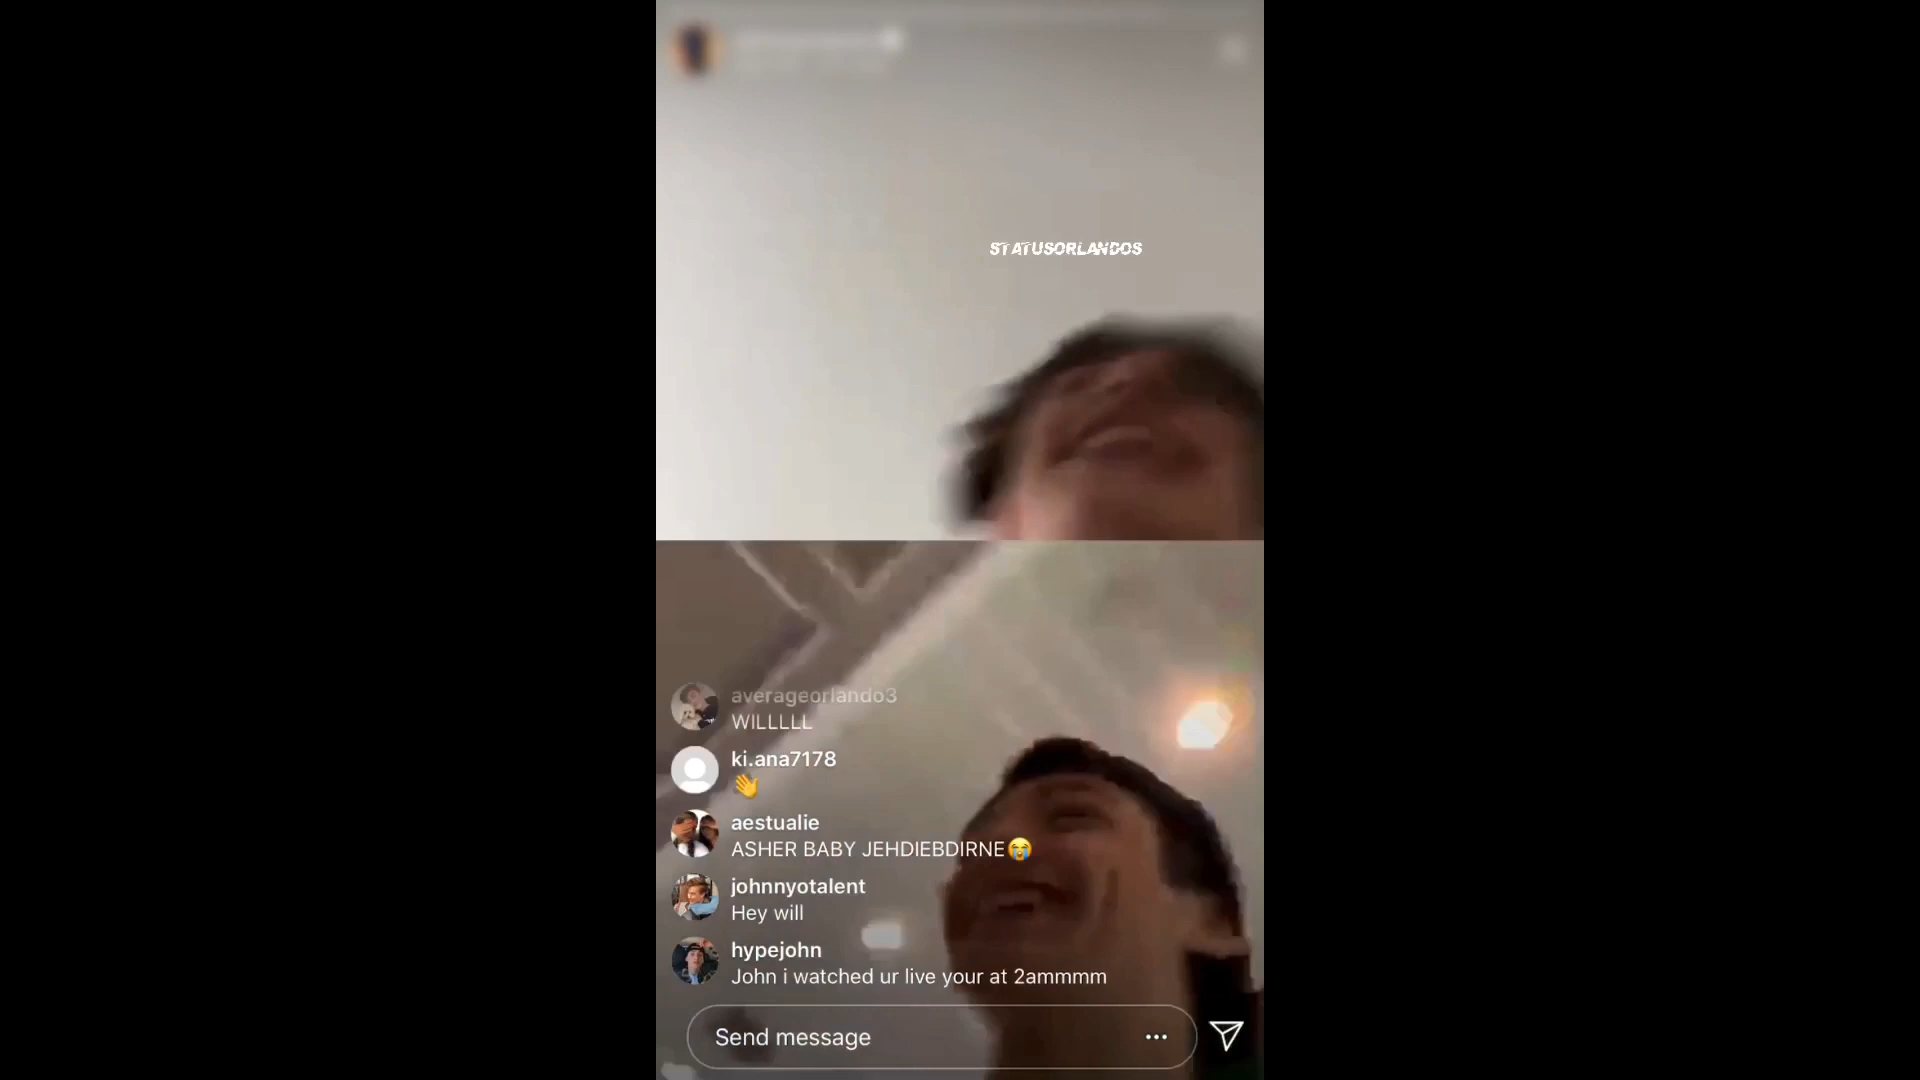 STATUSORLANDOS
averageorlando3
WILLLLL
ki.ana7178
👋
aestualie
ASHER BABY JEHDIEBDIRNE😭
johnnyotalent
Hey will
hypejohn
John i watched ur live your at 2ammmm
Send message